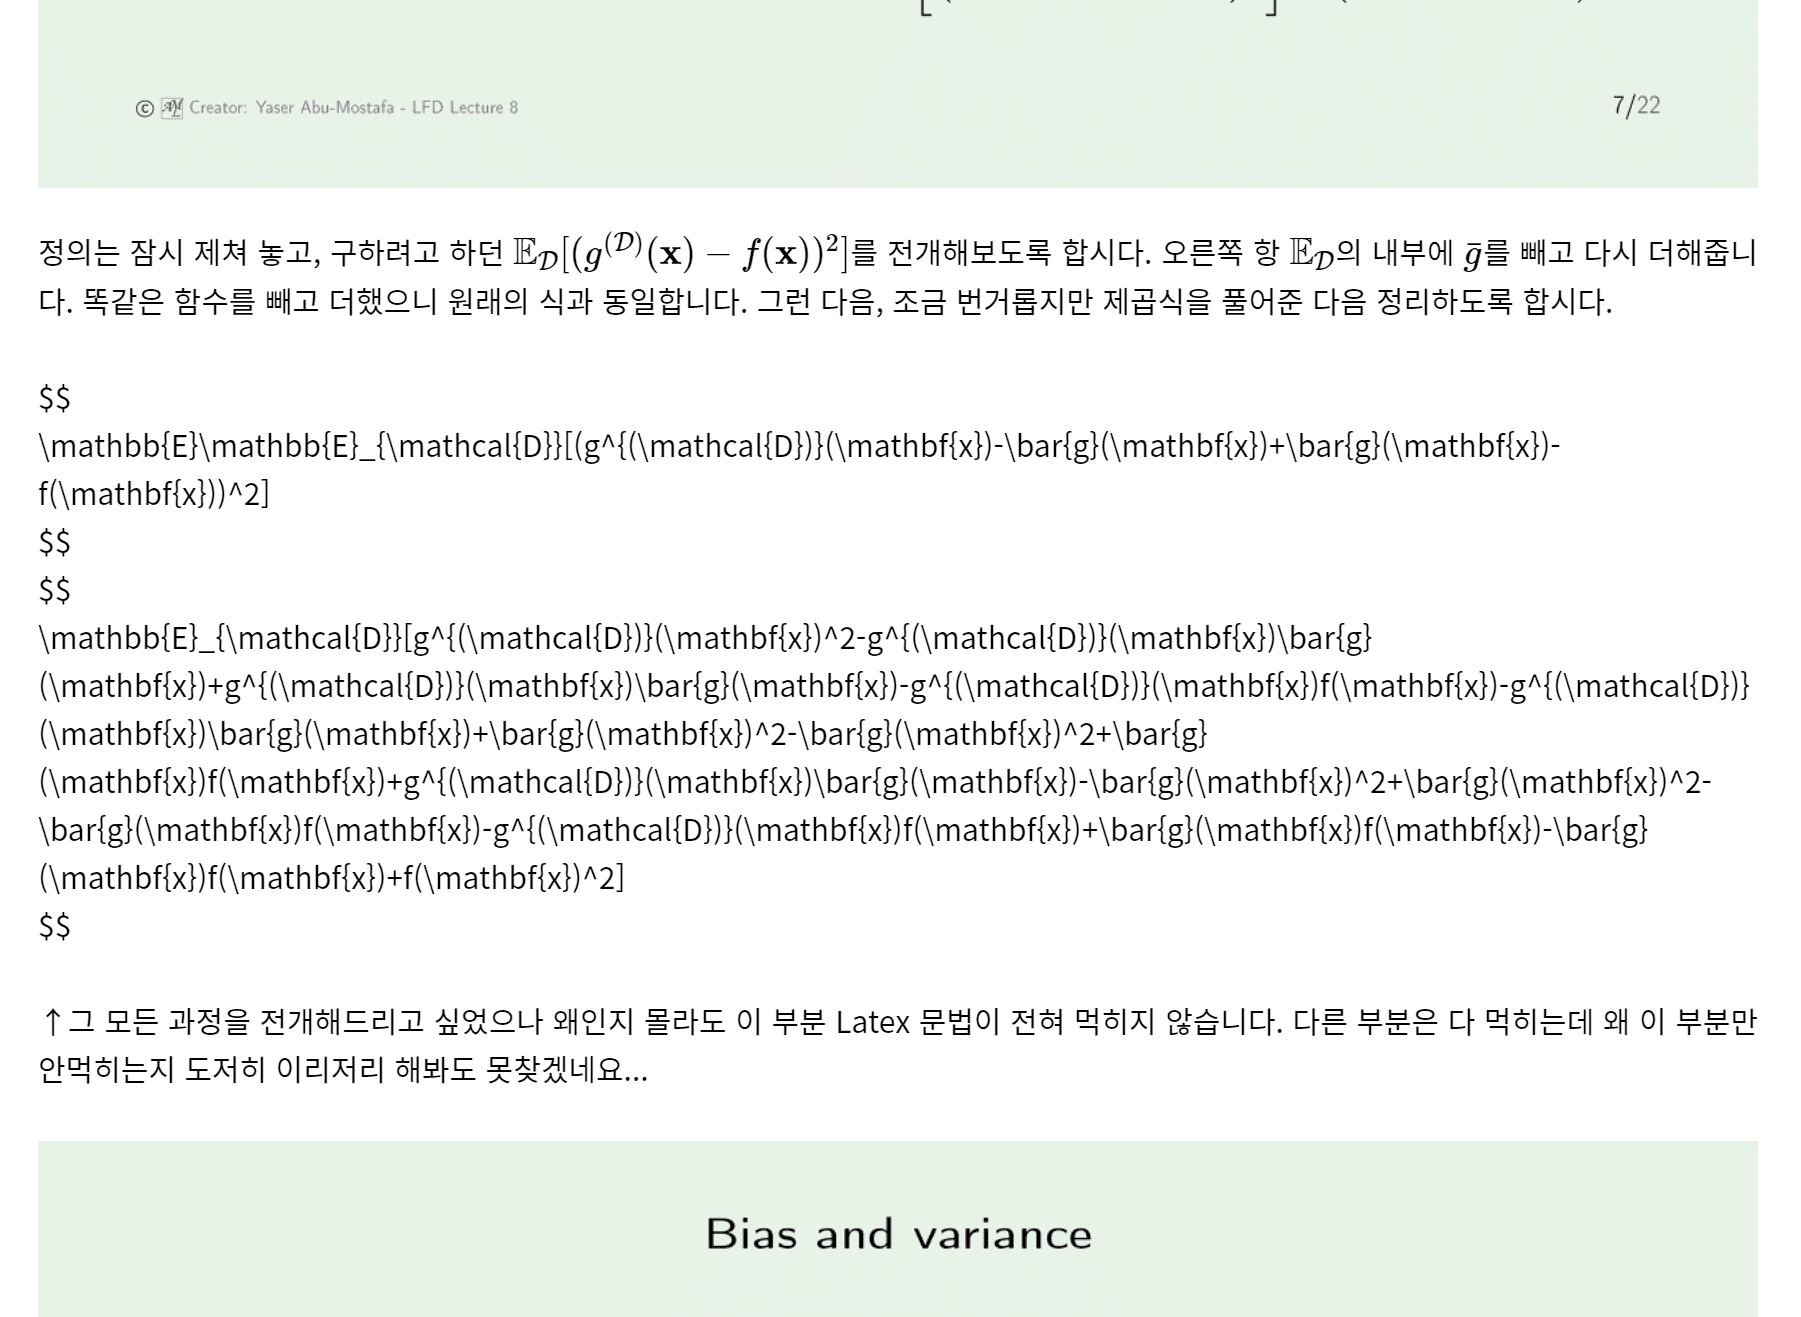 © Creator: Yaser Abu-Mostafa - LFD Lecture 8
7/22
정의는 잠시 제쳐 놓고, 구하려고 하던 $\mathbb{E}_{\mathcal{D}}[(g^{(\mathcal{D})}(\mathbf{x}) - f(\mathbf{x}))^2]$를 전개해보도록 합시다. 오른쪽 항 $\mathbb{E}_{\mathcal{D}}$의 내부에 $\bar{g}$를 빼고 다시 더해줍니
다. 똑같은 함수를 빼고 더했으니 원래의 식과 동일합니다. 그런 다음, 조금 번거롭지만 제곱식을 풀어준 다음 정리하도록 합시다.
$$
\mathbb{E}\mathbb{E}_{\mathcal{D}}[(g^{(\mathcal{D})}(\mathbf{x})-\bar{g}(\mathbf{x})+\bar{g}(\mathbf{x})-
f(\mathbf{x}))^2]
$$
$$
\mathbb{E}_{\mathcal{D}}[g^{(\mathcal{D})}(\mathbf{x})^2-g^{(\mathcal{D})}(\mathbf{x})\bar{g}
(\mathbf{x})+g^{(\mathcal{D})}(\mathbf{x})\bar{g}(\mathbf{x})-g^{(\mathcal{D})}(\mathbf{x})f(\mathbf{x})-g^{(\mathcal{D})}
(\mathbf{x})\bar{g}(\mathbf{x})+\bar{g}(\mathbf{x})^2-\bar{g}(\mathbf{x})^2+\bar{g}
(\mathbf{x})f(\mathbf{x})+g^{(\mathcal{D})}(\mathbf{x})\bar{g}(\mathbf{x})-\bar{g}(\mathbf{x})^2+\bar{g}(\mathbf{x})^2-
\bar{g}(\mathbf{x})f(\mathbf{x})-g^{(\mathcal{D})}(\mathbf{x})f(\mathbf{x})+\bar{g}(\mathbf{x})f(\mathbf{x})-\bar{g}
(\mathbf{x})f(\mathbf{x})+f(\mathbf{x})^2]
$$
↑그 모든 과정을 전개해드리고 싶었으나 왜인지 몰라도 이 부분 Latex 문법이 전혀 먹히지 않습니다. 다른 부분은 다 먹히는데 왜 이 부분만
안먹히는지 도저히 이리저리 해봐도 못찾겠네요...
Bias and variance